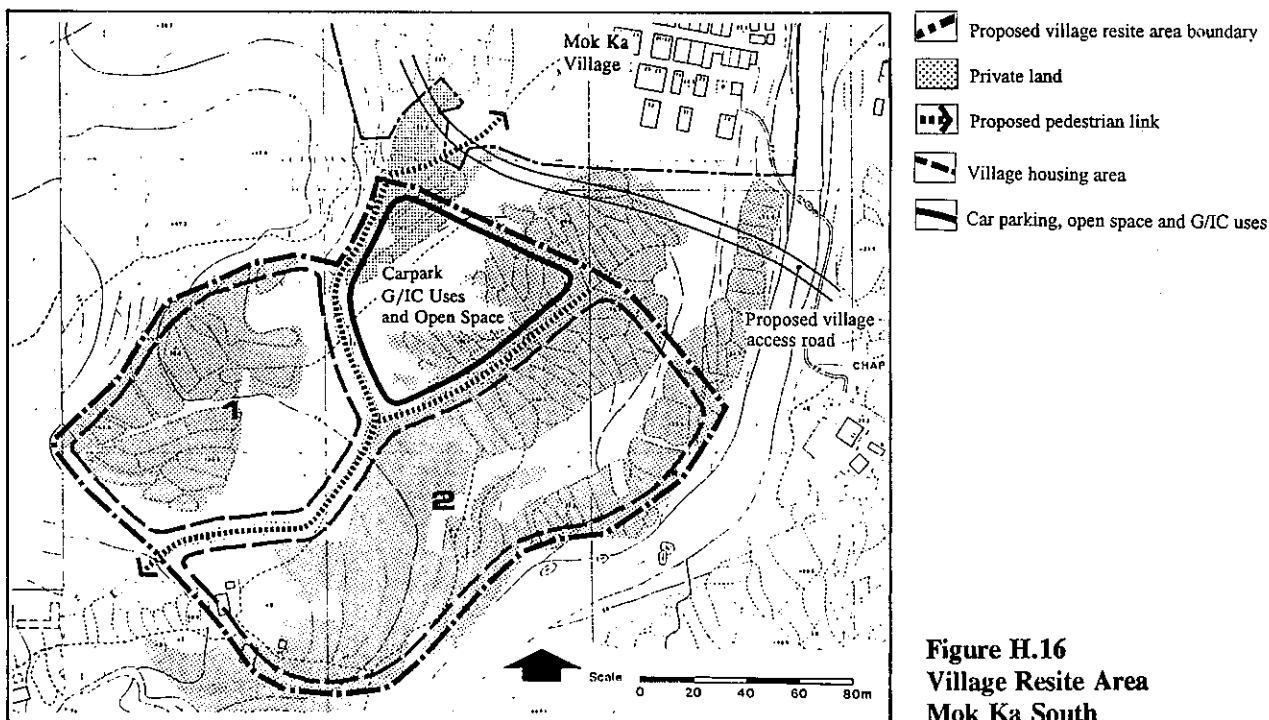 Mok Ka
Village
Carpark
G/IC Uses
and Open Space
Proposed village
access road
CHAP
1
2
Scale 0 20 40 60 80m
Proposed village resite area boundary
Private land
Proposed pedestrian link
Village housing area
Car parking, open space and G/IC uses
Figure H.16
Village Resite Area
Mok Ka South